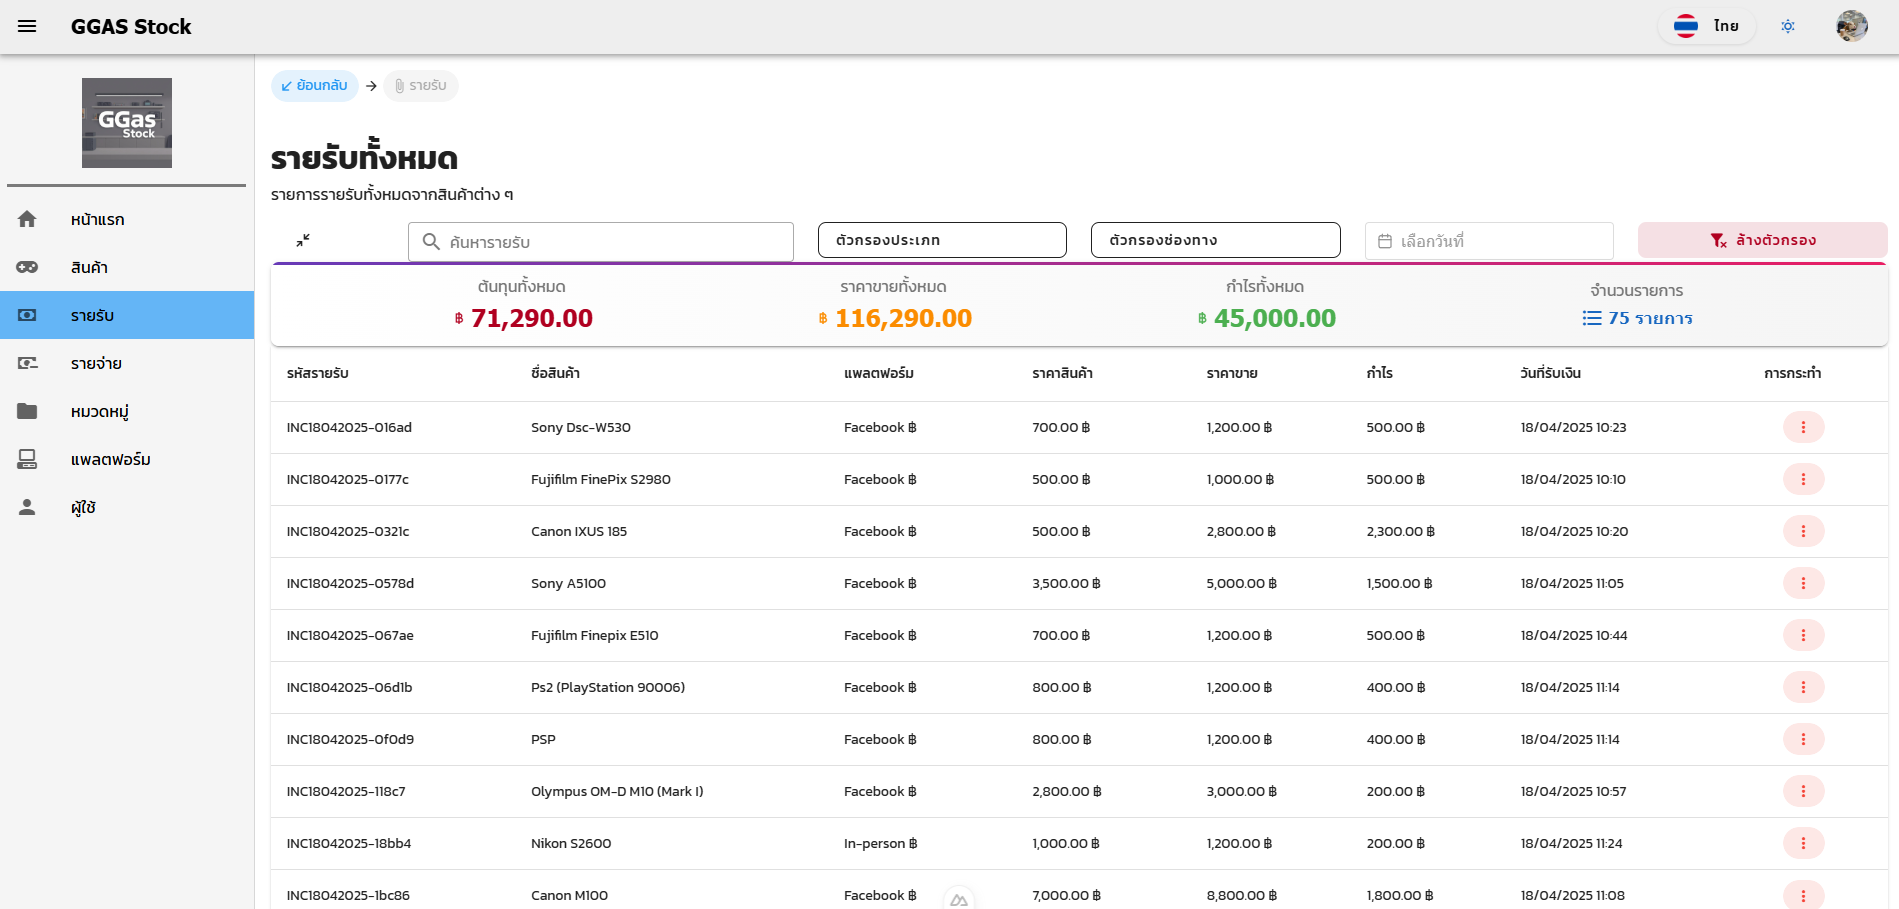 GGAS Stock
ไทย
GGas
Stock
หน้าแรก
สินค้า
รายรับ
รายจ่าย
หมวดหมู่
แพลตฟอร์ม
ผู้ใช้
ย้อนกลับ → รายรับ
รายรับทั้งหมด
รายการรายรับทั้งหมดจากสินค้าต่าง ๆ
ค้นหารายรับ ตัวกรองประเภท ตัวกรองช่องทาง เลือกวันที่ ล้างตัวกรอง
ต้นทุนทั้งหมด ราคาขายทั้งหมด กำไรทั้งหมด จำนวนรายการ
฿ 71,290.00 ฿ 116,290.00 ฿ 45,000.00 75 รายการ
รหัสรายรับ ชื่อสินค้า แพลตฟอร์ม ราคาสินค้า ราคาขาย กำไร วันที่รับเงิน การกระทำ
INC18042025-016ad Sony Dsc-W530 Facebook ฿ 700.00 ฿ 1,200.00 ฿ 500.00 ฿ 18/04/2025 10:23
INC18042025-0177c Fujifilm FinePix S2980 Facebook ฿ 500.00 ฿ 1,000.00 ฿ 500.00 ฿ 18/04/2025 10:10
INC18042025-0321c Canon IXUS 185 Facebook ฿ 500.00 ฿ 2,800.00 ฿ 2,300.00 ฿ 18/04/2025 10:20
INC18042025-0578d Sony A5100 Facebook ฿ 3,500.00 ฿ 5,000.00 ฿ 1,500.00 ฿ 18/04/2025 11:05
INC18042025-067ae Fujifilm Finepix E510 Facebook ฿ 700.00 ฿ 1,200.00 ฿ 500.00 ฿ 18/04/2025 10:44
INC18042025-06d1b Ps2 (PlayStation 90006) Facebook ฿ 800.00 ฿ 1,200.00 ฿ 400.00 ฿ 18/04/2025 11:14
INC18042025-0f0d9 PSP Facebook ฿ 800.00 ฿ 1,200.00 ฿ 400.00 ฿ 18/04/2025 11:14
INC18042025-118c7 Olympus OM-D M10 (Mark I) Facebook ฿ 2,800.00 ฿ 3,000.00 ฿ 200.00 ฿ 18/04/2025 10:57
INC18042025-18bb4 Nikon S2600 In-person ฿ 1,000.00 ฿ 1,200.00 ฿ 200.00 ฿ 18/04/2025 11:24
INC18042025-1bc86 Canon M100 Facebook ฿ 7,000.00 ฿ 8,800.00 ฿ 1,800.00 ฿ 18/04/2025 11:08